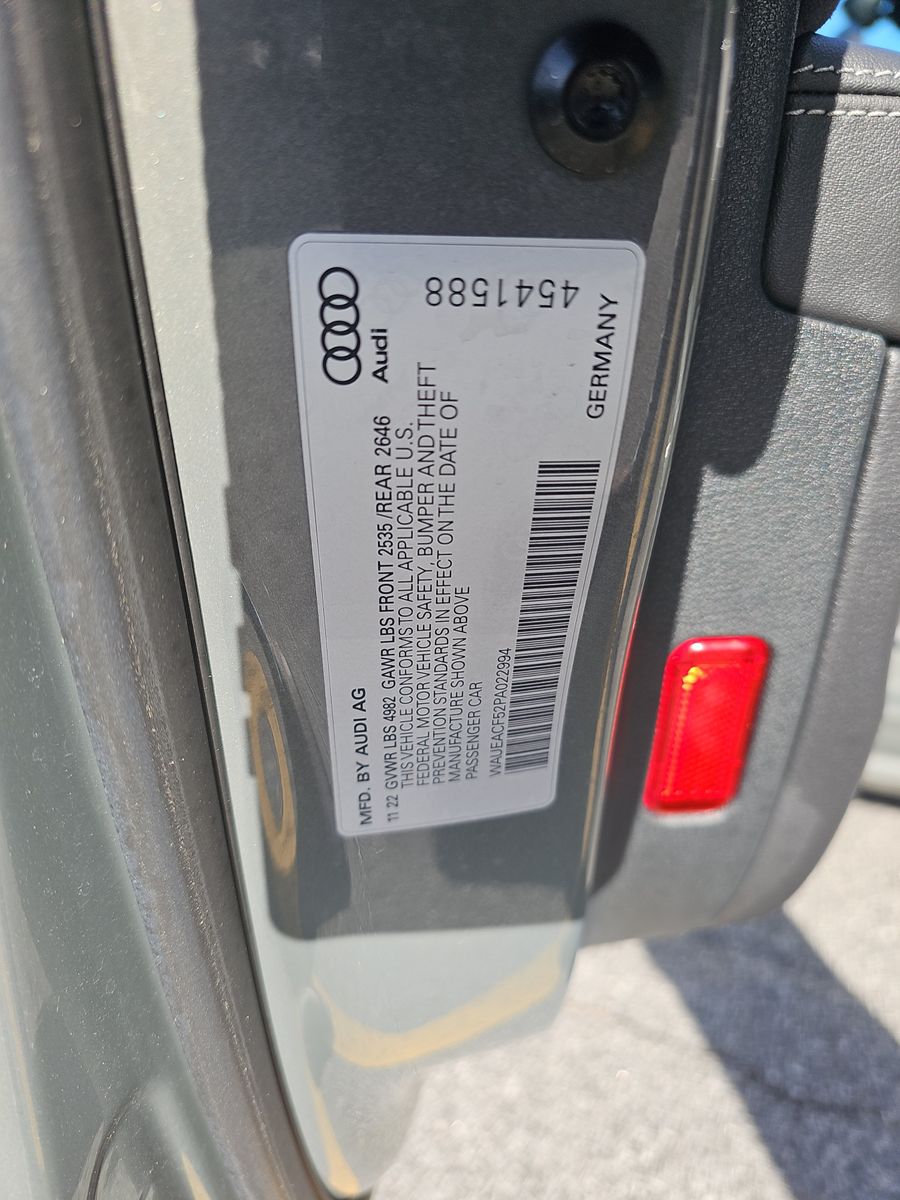 Audi
4541588
MFD. BY AUDI AG
11 22 GVWR LBS 4982 GAWR LBS FRONT 2535 /REAR 2646
THIS VEHICLE CONFORMS TO ALL APPLICABLE U.S.
FEDERAL MOTOR VEHICLE SAFETY, BUMPER AND THEFT
PREVENTION STANDARDS IN EFFECT ON THE DATE OF
MANUFACTURE SHOWN ABOVE
PASSENGER CAR
WAUEACF52PA022994
GERMANY